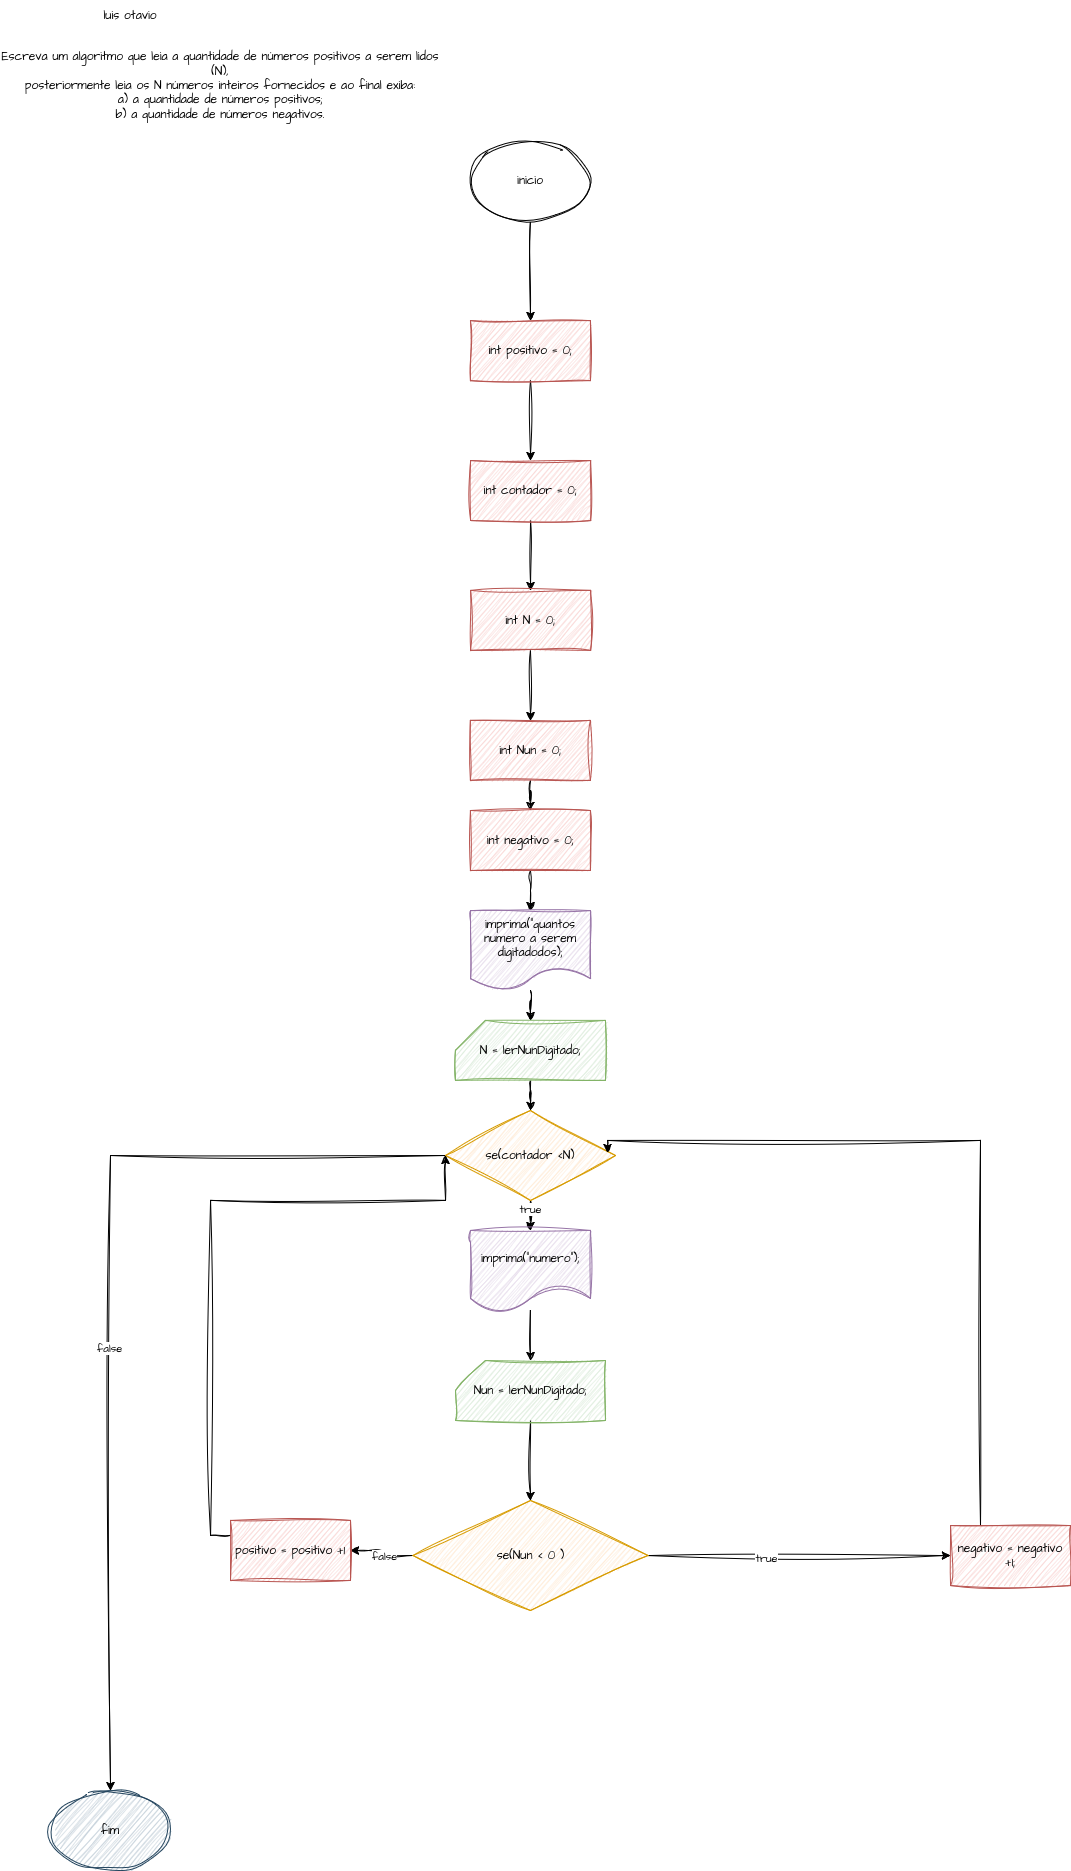 luis otavio
Escreva um algoritmo que leia a quantidade de números positivos a serem lidos
(N),
posteriormente leia os N números inteiros fornecidos e ao final exiba:
a) a quantidade de números positivos;
b) a quantidade de números negativos.
inicio
int positivo = 0;
int contador = 0;
int N = 0;
int Nun = 0;
int negativo = 0;
imprima("quantos
numero a serem
digitadodos);
N = lerNunDigitado;
se(contador <N)
true
imprima("numero");
false
Nun = lerNunDigitado;
positivo = positivo +1
false
se(Nun < 0 )
true
negativo = negativo
+1;
fim